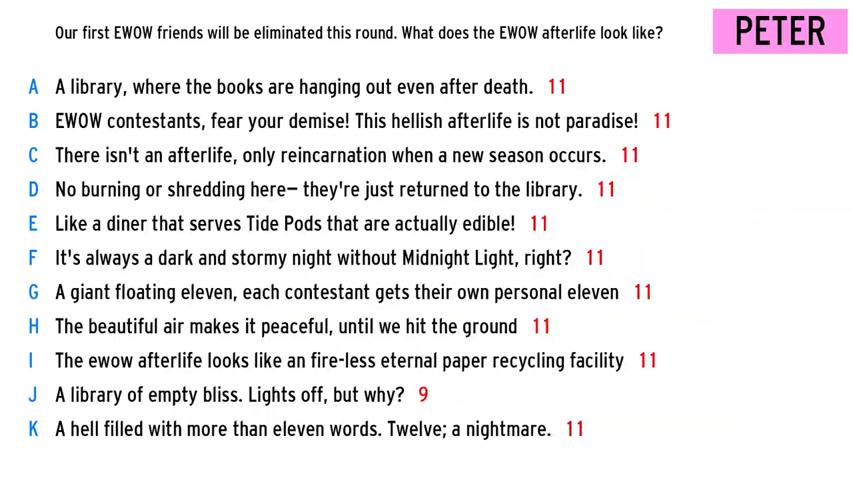 Our first EWOW friends will be eliminated this round. What does the EWOW afterlife look like?
PETER
A A library, where the books are hanging out even after death. 11
B EWOW contestants, fear your demise! This hellish afterlife is not paradise! 11
C There isn't an afterlife, only reincarnation when a new season occurs. 11
D No burning or shredding here— they're just returned to the library. 11
E Like a diner that serves Tide Pods that are actually edible! 11
F It's always a dark and stormy night without Midnight Light, right? 11
G A giant floating eleven, each contestant gets their own personal eleven 11
H The beautiful air makes it peaceful, until we hit the ground 11
I The ewow afterlife looks like an fire-less eternal paper recycling facility 11
J A library of empty bliss. Lights off, but why? 9
K A hell filled with more than eleven words. Twelve; a nightmare. 11